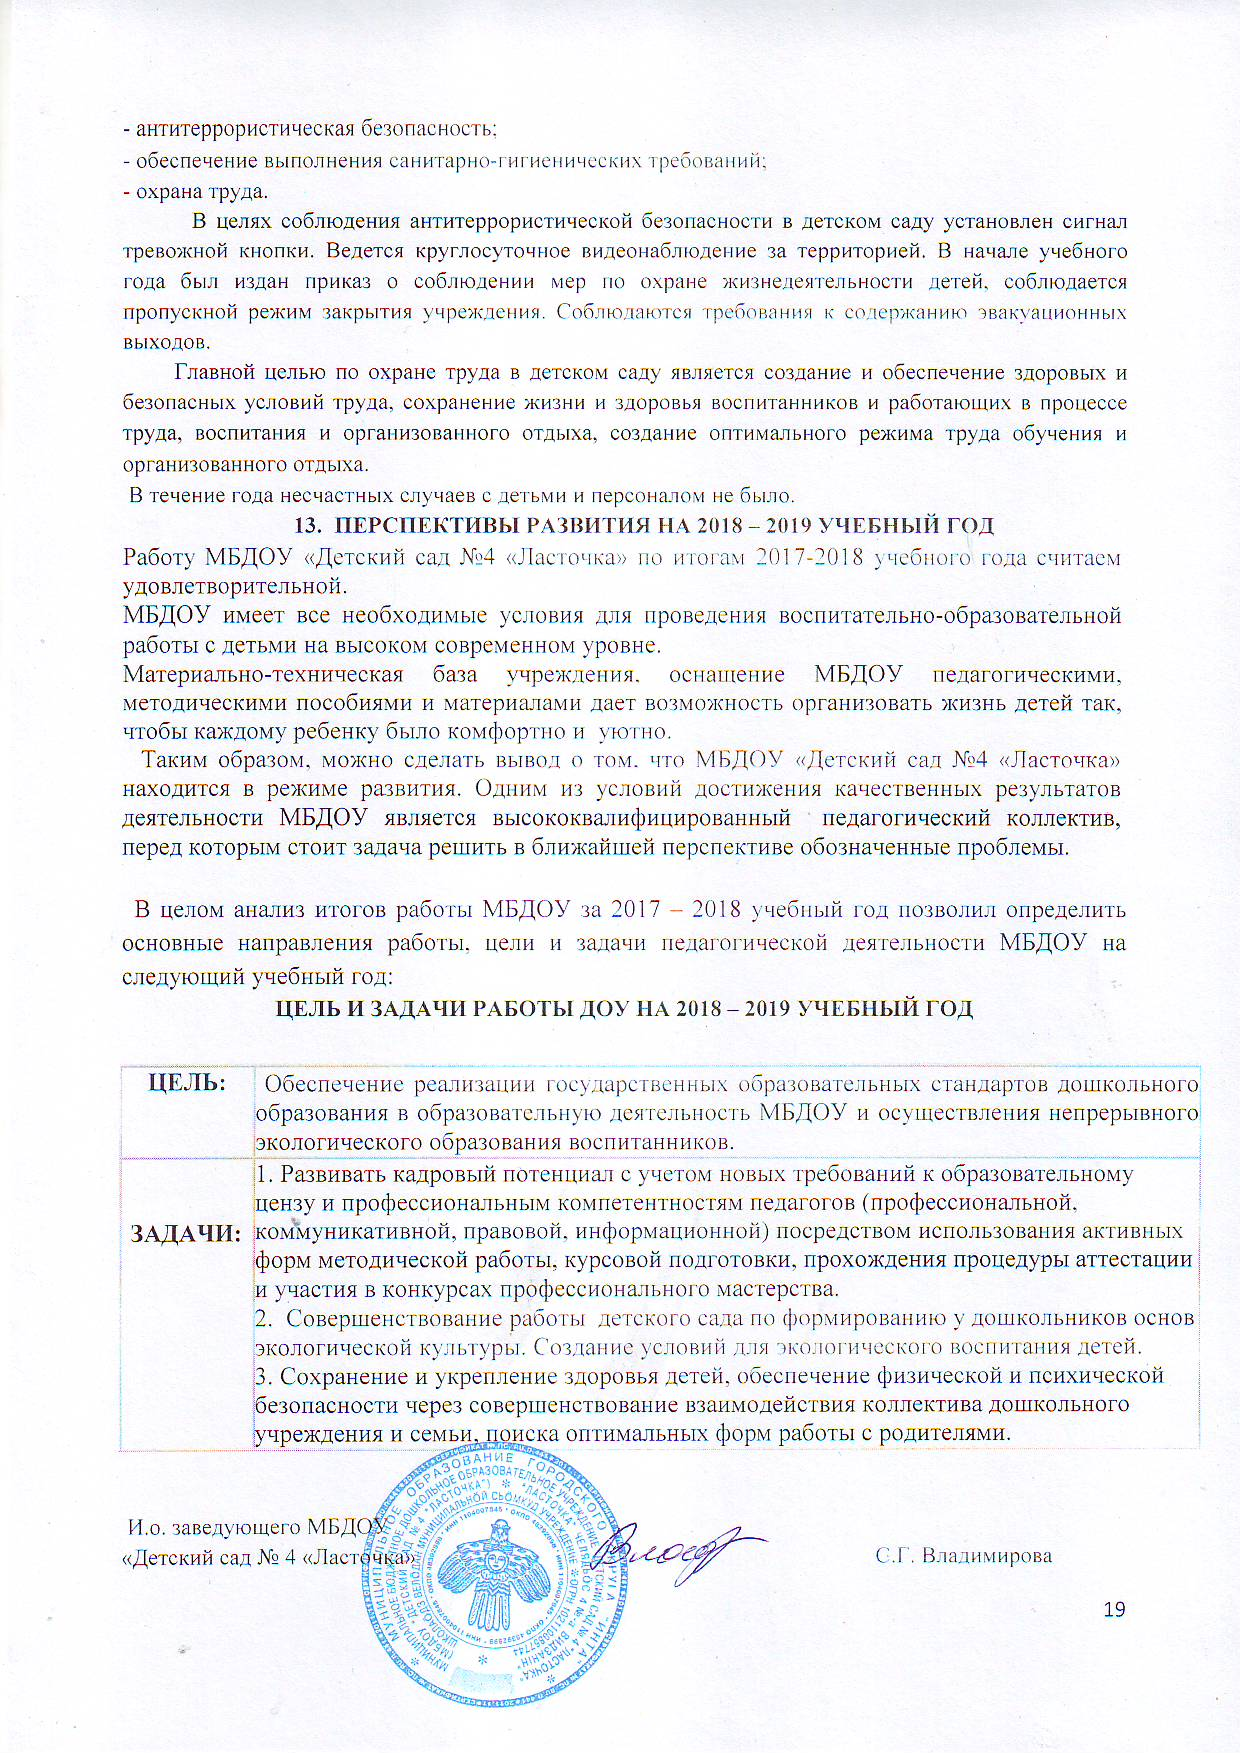 - антитеррористическая безопасность;
- обеспечение выполнения санитарно-гигиенических требований;
- охрана труда.
В целях соблюдения антитеррористической безопасности в детском саду установлен сигнал
тревожной кнопки. Ведется круглосуточное видеонаблюдение за территорией. В начале учебного
года был издан приказ о соблюдении мер по охране жизнедеятельности детей, соблюдается
пропускной режим закрытия учреждения. Соблюдаются требования к содержанию эвакуационных
выходов.
Главной целью по охране труда в детском саду является создание и обеспечение здоровых и
безопасных условий труда, сохранение жизни и здоровья воспитанников и работающих в процессе
труда, воспитания и организованного отдыха, создание оптимального режима труда обучения и
организованного отдыха.
В течение года несчастных случаев с детьми и персоналом не было.
13. ПЕРСПЕКТИВЫ РАЗВИТИЯ НА 2018 – 2019 УЧЕБНЫЙ ГОД
Работу МБДОУ «Детский сад №4 «Ласточка» по итогам 2017-2018 учебного года считаем
удовлетворительной.
МБДОУ имеет все необходимые условия для проведения воспитательно-образовательной
работы с детьми на высоком современном уровне.
Материально-техническая база учреждения, оснащение МБДОУ педагогическими,
методическими пособиями и материалами дает возможность организовать жизнь детей так,
чтобы каждому ребенку было комфортно и уютно.
Таким образом, можно сделать вывод о том, что МБДОУ «Детский сад №4 «Ласточка»
находится в режиме развития. Одним из условий достижения качественных результатов
деятельности МБДОУ является высококвалифицированный педагогический коллектив,
перед которым стоит задача решить в ближайшей перспективе обозначенные проблемы.
В целом анализ итогов работы МБДОУ за 2017 – 2018 учебный год позволил определить
основные направления работы, цели и задачи педагогической деятельности МБДОУ на
следующий учебный год:
ЦЕЛЬ И ЗАДАЧИ РАБОТЫ ДОУ НА 2018 – 2019 УЧЕБНЫЙ ГОД
ЦЕЛЬ:
Обеспечение реализации государственных образовательных стандартов дошкольного
образования в образовательную деятельность МБДОУ и осуществления непрерывного
экологического образования воспитанников.
ЗАДАЧИ:
1. Развивать кадровый потенциал с учетом новых требований к образовательному
цензу и профессиональным компетентностям педагогов (профессиональной,
коммуникативной, правовой, информационной) посредством использования активных
форм методической работы, курсовой подготовки, прохождения процедуры аттестации
и участия в конкурсах профессионального мастерства.
2. Совершенствование работы детского сада по формированию у дошкольников основ
экологической культуры. Создание условий для экологического воспитания детей.
3. Сохранение и укрепление здоровья детей, обеспечение физической и психической
безопасности через совершенствование взаимодействия коллектива дошкольного
учреждения и семьи, поиска оптимальных форм работы с родителями.
И.о. заведующего МБДОУ
«Детский сад № 4 «Ласточка»
С.Г. Владимирова
19